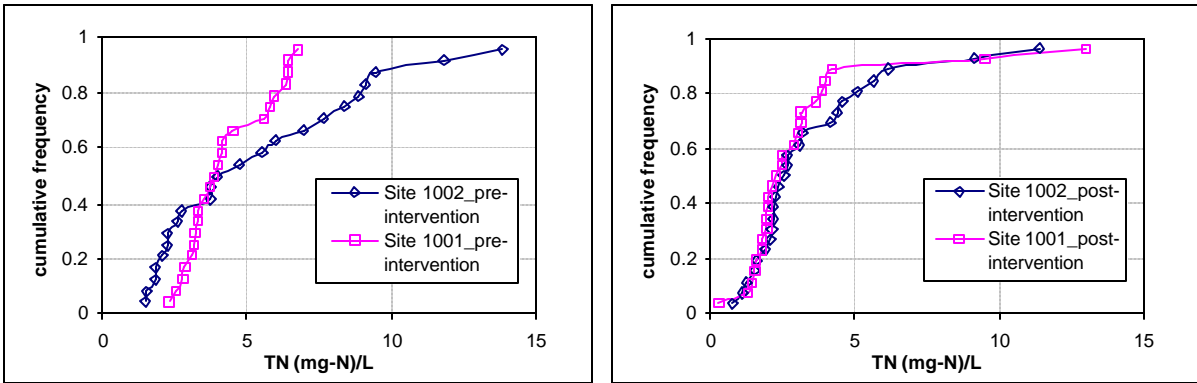 1
0.8
0.6
0.4
0.2
0
cumulative frequency
0
5
10
15
TN (mg-N)/L
Site 1002_pre-
intervention
Site 1001_pre-
intervention
1
0.8
0.6
0.4
0.2
0
cumulative frequency
0
5
10
15
TN (mg-N)/L
Site 1002_post-
intervention
Site 1001_post-
intervention